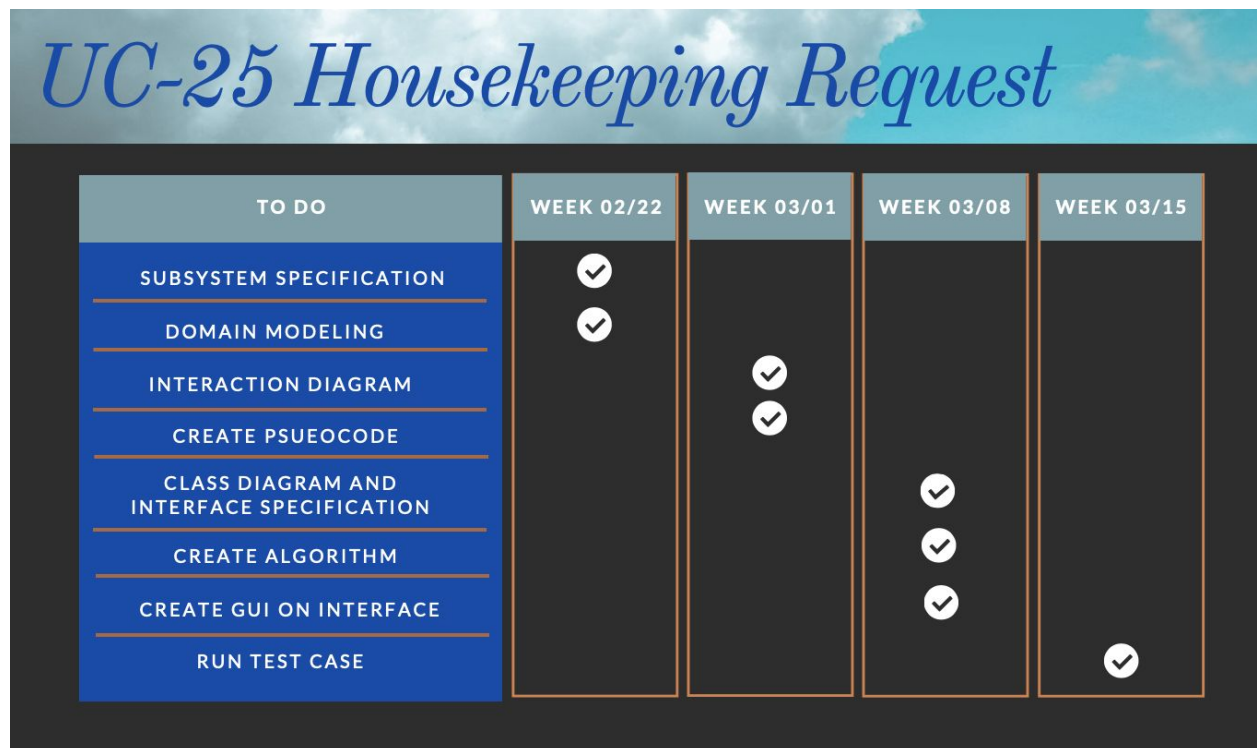 UC-25 Housekeeping Request
TO DO
WEEK 02/22
WEEK 03/01
WEEK 03/08
WEEK 03/15
SUBSYSTEM SPECIFICATION
DOMAIN MODELING
INTERACTION DIAGRAM
CREATE PSUEOCODE
CLASS DIAGRAM AND
INTERFACE SPECIFICATION
CREATE ALGORITHM
CREATE GUI ON INTERFACE
RUN TEST CASE